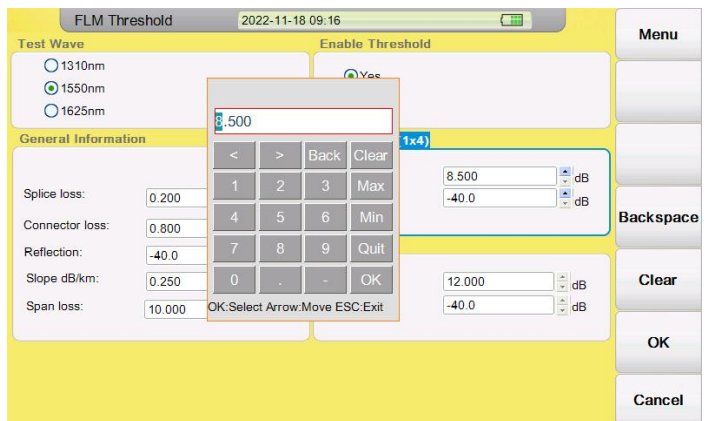 FLM Threshold 2022-11-18 09:16
Menu
Test Wave
1310nm
1550nm
1625nm
Enable Threshold
Yes
General Information
Splice loss: 0.200
Connector loss: 0.800
Reflection: -40.0
Slope dB/km: 0.250
Span loss: 10.000
8.500
< > Back Clear
1 2 3 Max
4 5 6 Min
7 8 9 Quit
0 . - OK
OK:Select Arrow:Move ESC:Exit
1x4)
8.500 dB
-40.0 dB
12.000 dB
-40.0 dB
Backspace
Clear
OK
Cancel